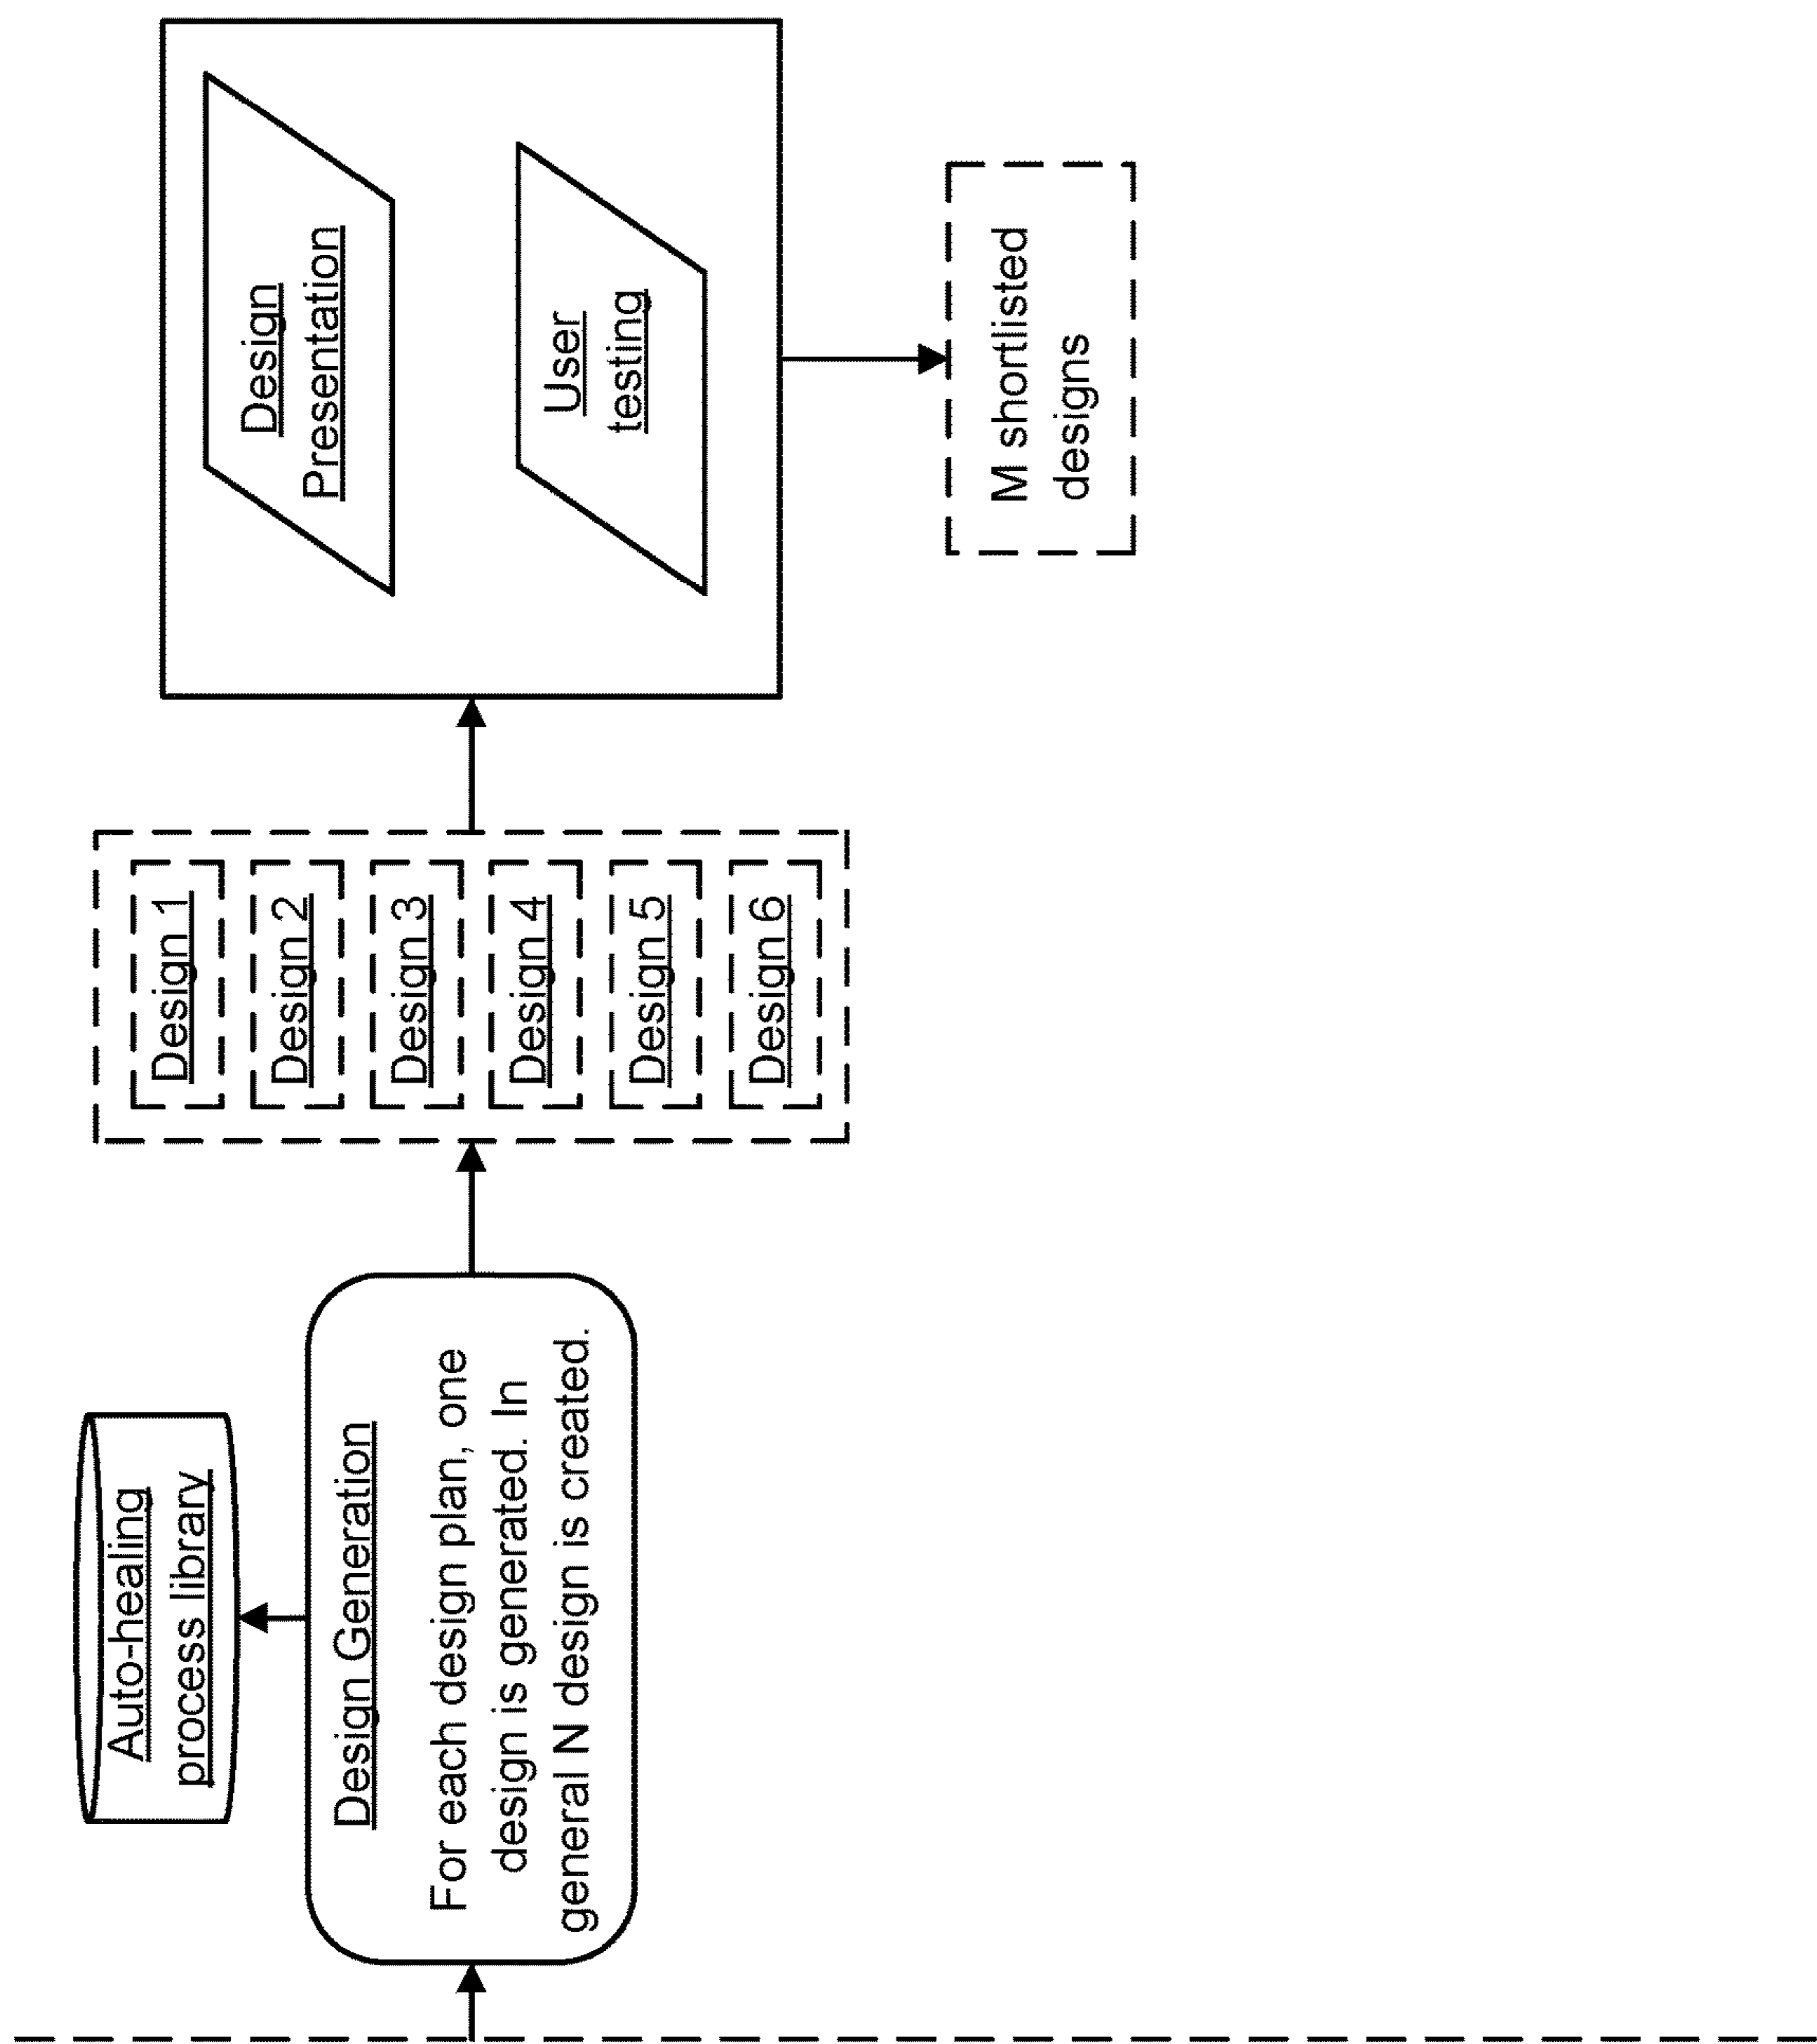 Auto-healing
process library
Design Generation
For each design plan, one
design is generated. In
general N design is created.
Design 1
Design 2
Design 3
Design 4
Design 5
Design 6
Design
Presentation
User
testing
M shortlisted
designs